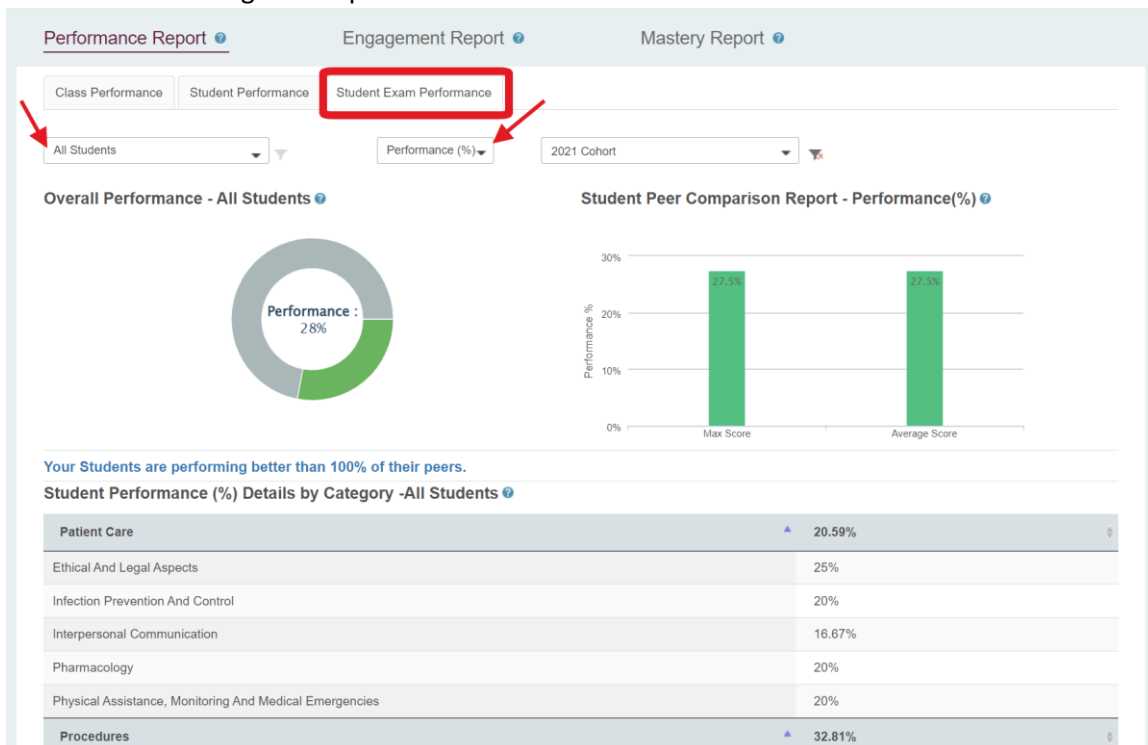 Performance Report Engagement Report Mastery Report
Class Performance Student Performance Student Exam Performance
All Students Performance (%) 2021 Cohort
Overall Performance - All Students
Performance :
28%
Student Peer Comparison Report - Performance(%)
Performance %
30%
20%
10%
0%
27.5% 27.5%
Max Score Average Score
Your Students are performing better than 100% of their peers.
Student Performance (%) Details by Category -All Students
Patient Care 20.59%
Ethical And Legal Aspects 25%
Infection Prevention And Control 20%
Interpersonal Communication 16.67%
Pharmacology 20%
Physical Assistance, Monitoring And Medical Emergencies 20%
Procedures 32.81%